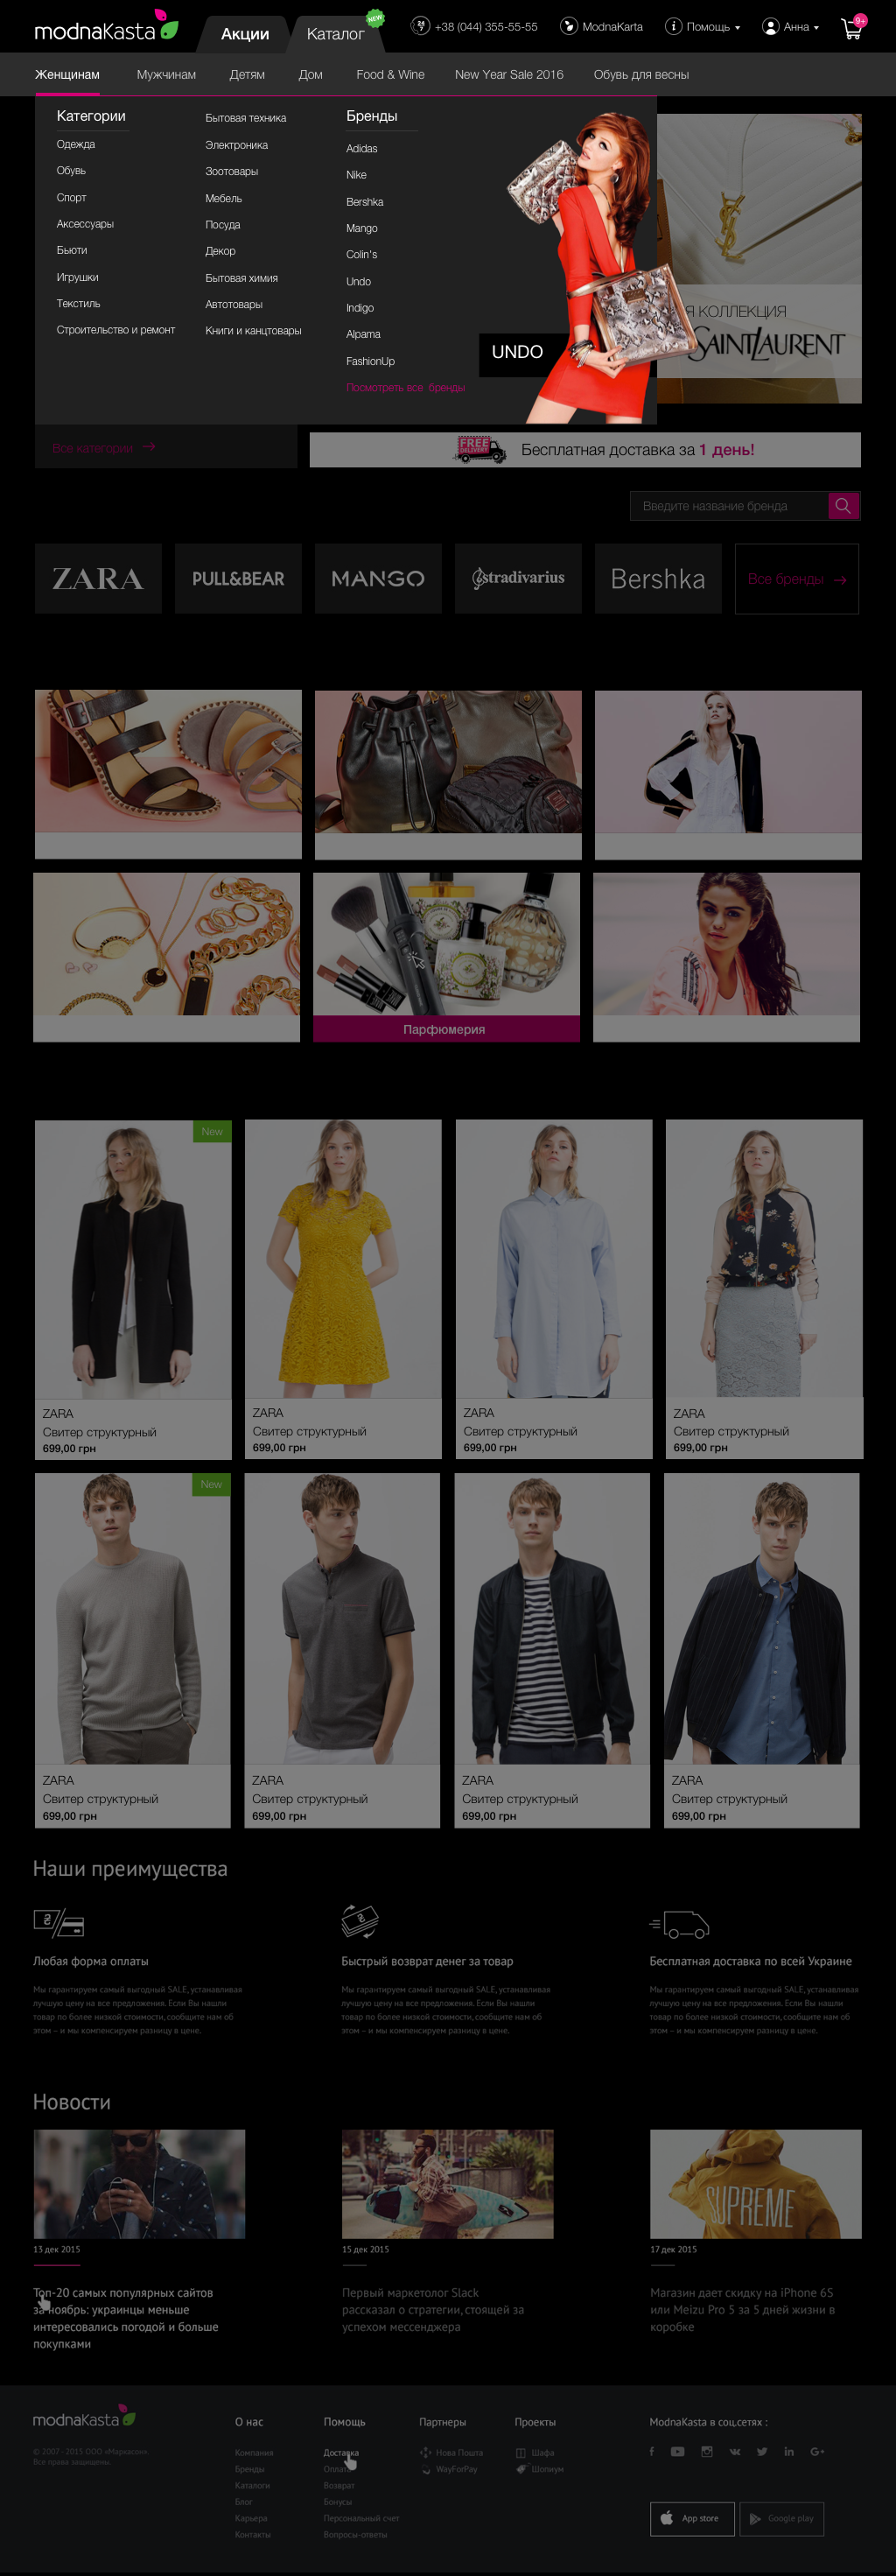 modnaKasta
Акции
Каталог
NEW
24
+38 (044) 355-55-55
ModnaKarta
Помощь
Анна
9+
Женщинам
Мужчинам
Детям
Дом
Food & Wine
New Year Sale 2016
Обувь для весны
Категории
Одежда
Обувь
Спорт
Аксессуары
Бьюти
Игрушки
Текстиль
Строительство и ремонт
Бытовая техника
Электроника
Зоотовары
Мебель
Посуда
Декор
Бытовая химия
Автотовары
Книги и канцтовары
Бренды
Adidas
Nike
Bershka
Mango
Colin's
Undo
Indigo
Alpama
FashionUp
Посмотреть все бренды
UNDO
Я КОЛЛЕКЦИЯ
SAINT LAURENT
Все категории
FREE
DELIVERY
Бесплатная доставка за 1 день!
Введите название бренда
ZARA
PULL&BEAR
MANGO
stradivarius
Bershka
Все бренды
Парфюмерия
New
ZARA
Свитер структурный
699,00 грн
ZARA
Свитер структурный
699,00 грн
ZARA
Свитер структурный
699,00 грн
ZARA
Свитер структурный
699,00 грн
New
ZARA
Свитер структурный
699,00 грн
ZARA
Свитер структурный
699,00 грн
ZARA
Свитер структурный
699,00 грн
ZARA
Свитер структурный
699,00 грн
Наши преимущества
Любая форма оплаты
Мы гарантируем самый выгодный SALE, устанавливая
лучшую цену на все предложения. Если Вы нашли
товар по более низкой стоимости, сообщите нам об
этом – и мы компенсируем разницу в цене.
Быстрый возврат денег за товар
Мы гарантируем самый выгодный SALE, устанавливая
лучшую цену на все предложения. Если Вы нашли
товар по более низкой стоимости, сообщите нам об
этом – и мы компенсируем разницу в цене.
Бесплатная доставка по всей Украине
Мы гарантируем самый выгодный SALE, устанавливая
лучшую цену на все предложения. Если Вы нашли
товар по более низкой стоимости, сообщите нам об
этом – и мы компенсируем разницу в цене.
Новости
SUPREME
13 дек 2015
Топ-20 самых популярных сайтов
за ноябрь: украинцы меньше
интересовались погодой и больше
покупками
15 дек 2015
Первый маркетолог Slack
рассказал о стратегии, стоящей за
успехом мессенджера
17 дек 2015
Магазин дает скидку на iPhone 6S
или Meizu Pro 5 за 5 дней жизни в
коробке
modnaKasta
© 2007 - 2015 ООО «Маркасон».
Все права защищены.
О нас
Компания
Бренды
Каталоги
Блог
Карьера
Контакты
Помощь
Доставка
Оплата
Возврат
Бонусы
Персональный счет
Вопросы-ответы
Партнеры
Нова Пошта
WayForPay
Проекты
Шафа
Шопиум
ModnaKasta в соц.сетях :
App store
Google play